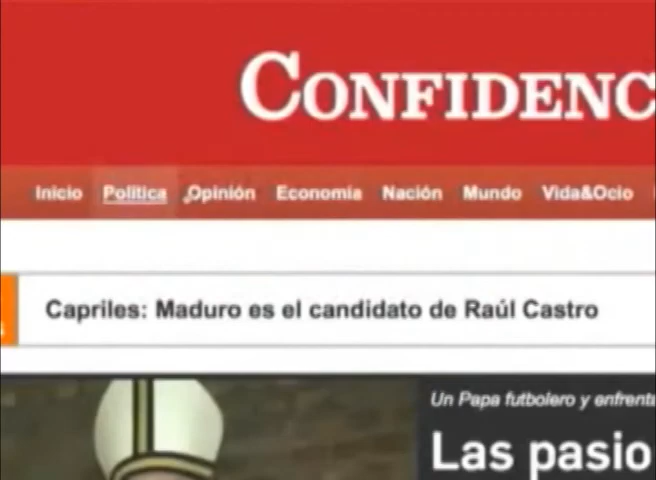 CONFIDENC
Inicio Política Opinión Economía Nación Mundo Vida&Ocio
Capriles: Maduro es el candidato de Raúl Castro
Un Papa futbolero y enfrent
Las pasio